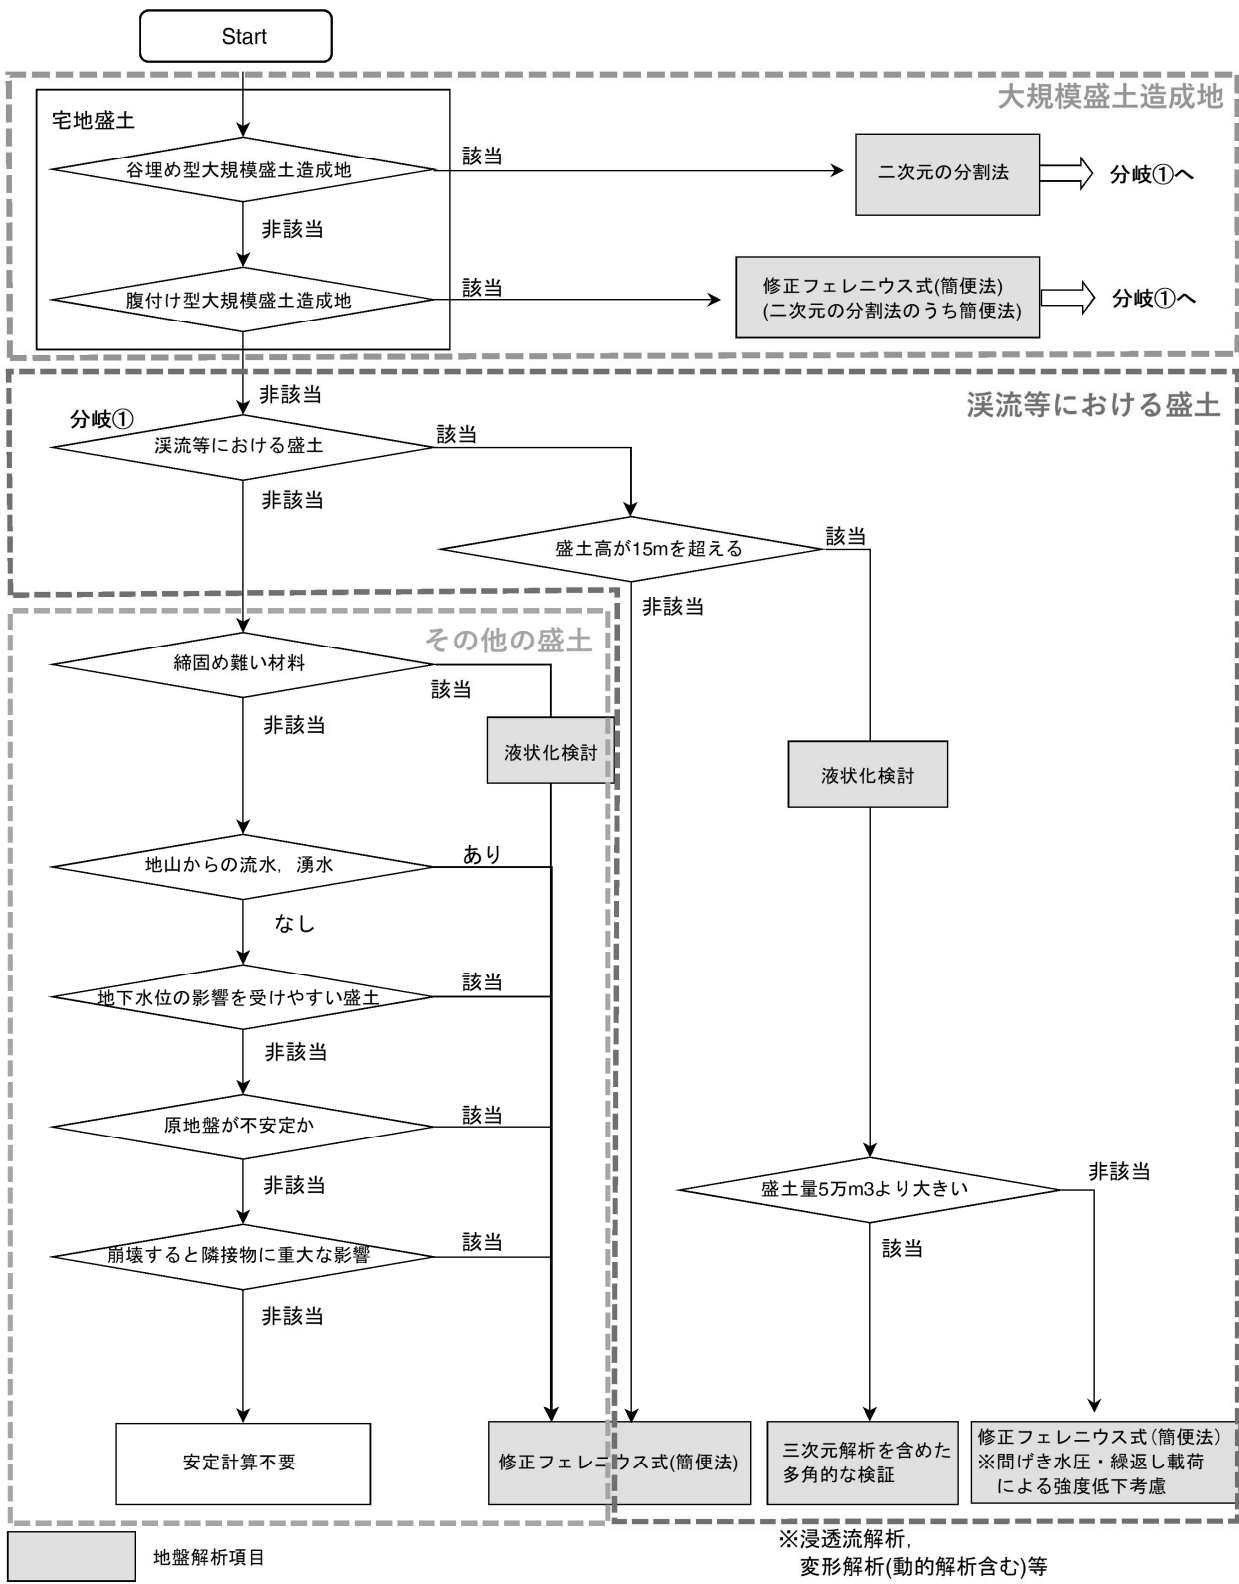 Start
大規模盛土造成地
宅地盛土
谷埋め型大規模盛土造成地
該当
二次元の分割法
分岐①へ
非該当
腹付け型大規模盛土造成地
該当
修正フェレニウス式(簡便法)
(二次元の分割法のうち簡便法)
分岐①へ
非該当
渓流等における盛土
分岐①
渓流等における盛土
該当
非該当
盛土高が15mを超える
該当
非該当
その他の盛土
締固め難い材料
該当
非該当
液状化検討
液状化検討
地山からの流水，湧水
あり
なし
地下水位の影響を受けやすい盛土
該当
非該当
原地盤が不安定か
該当
非該当
盛土量5万m3より大きい
非該当
該当
崩壊すると隣接物に重大な影響
該当
非該当
安定計算不要
修正フェレニウス式(簡便法)
三次元解析を含めた
多角的な検証
修正フェレニウス式(簡便法)
※間げき水圧・繰返し載荷
による強度低下考慮
地盤解析項目
※浸透流解析，
変形解析(動的解析含む)等